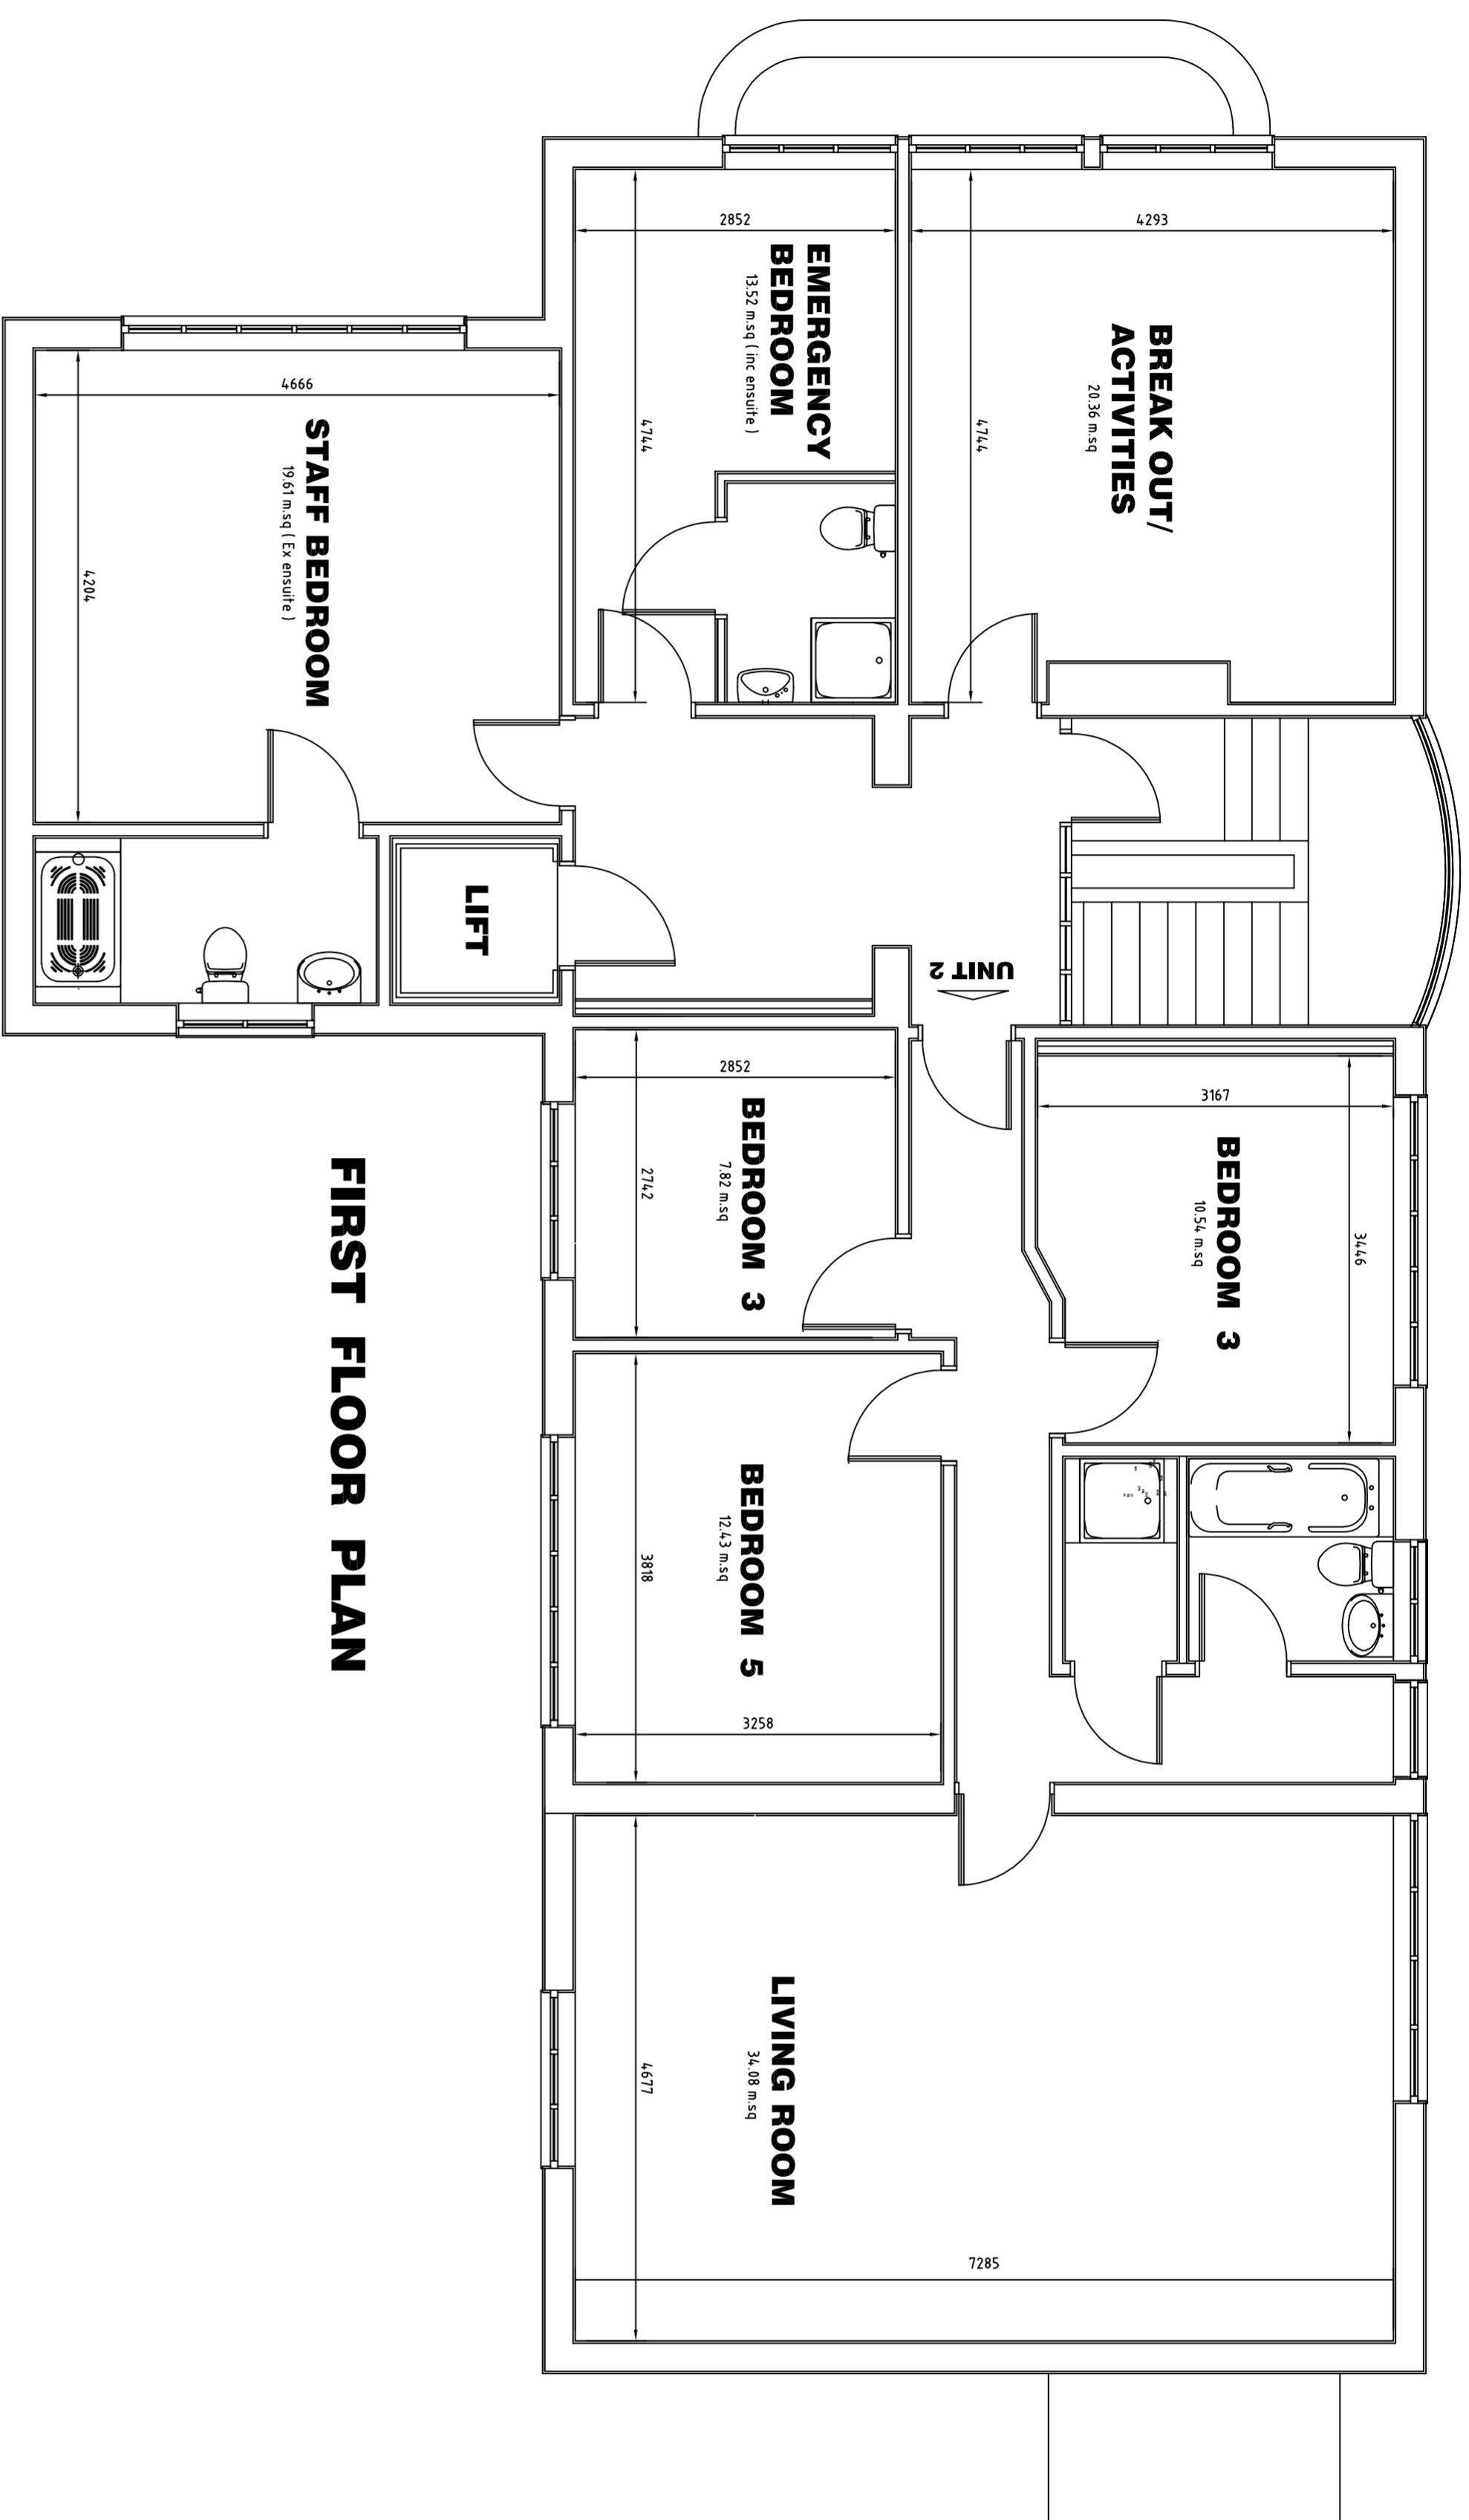 4293
2852
BREAK OUT/
ACTIVITIES
20.36 m.sq
4744
EMERGENCY
BEDROOM
13.52 m.sq ( inc ensuite )
4744
4666
STAFF BEDROOM
19.61 m.sq ( Ex ensuite )
4204
LIFT
UNIT 2
3167
BEDROOM 3
10.54 m.sq
3446
2852
BEDROOM 3
7.82 m.sq
2742
BEDROOM 5
12.43 m.sq
3818
3258
LIVING ROOM
34.08 m.sq
4677
7285
FIRST FLOOR PLAN